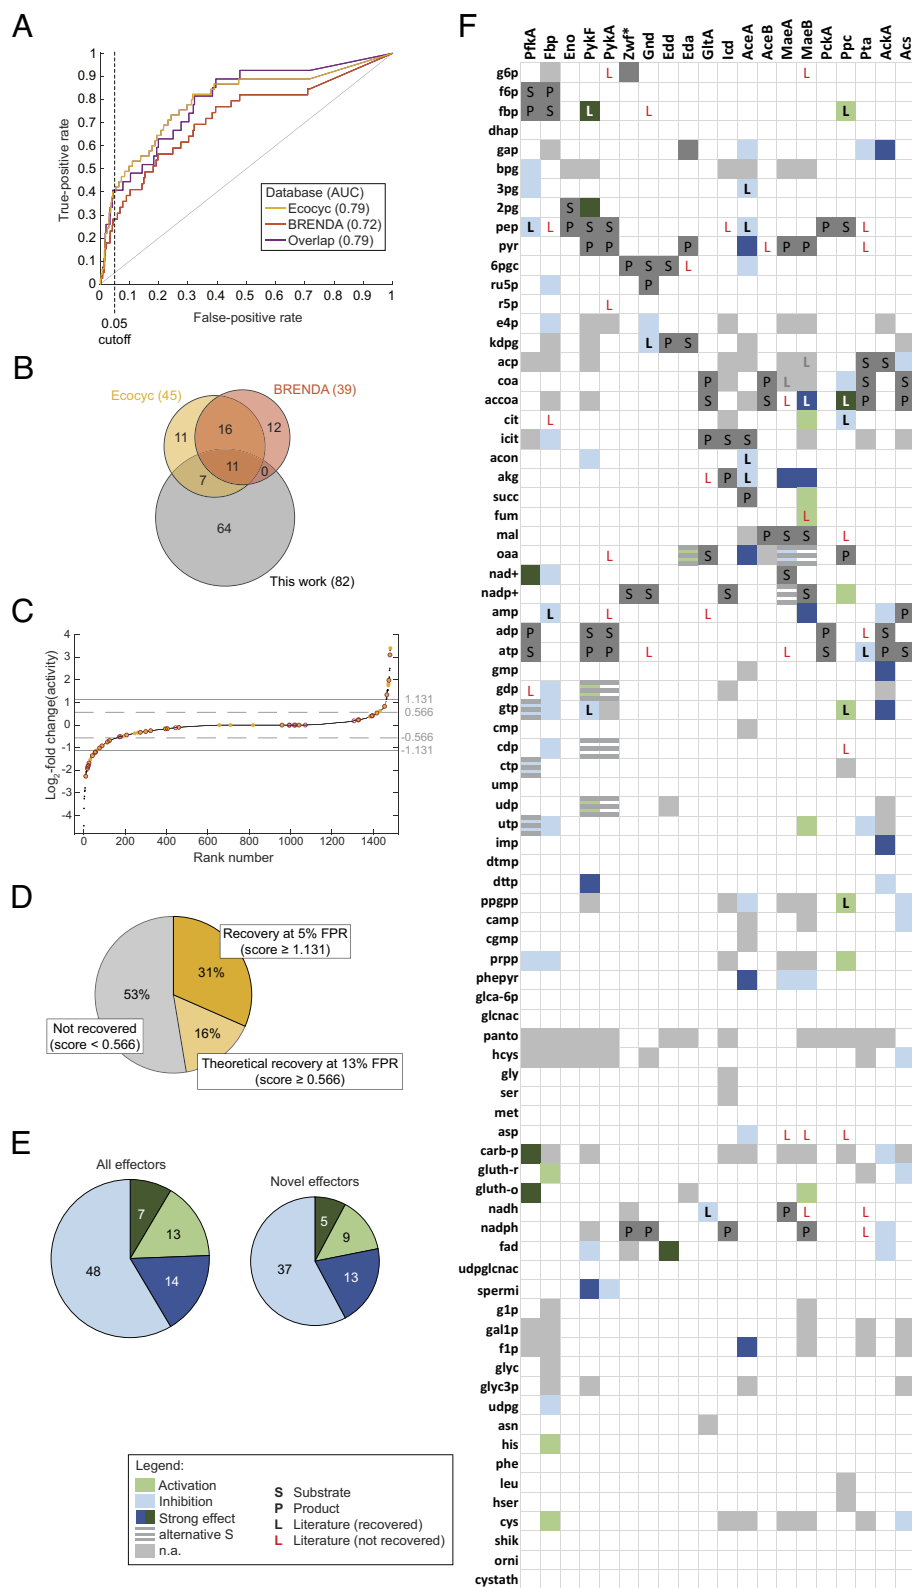 A
True-positive rate
1
0.9
0.8
0.7
0.6
0.5
0.4
0.3
0.2
0.1
0
0 0.1 0.2 0.3 0.4 0.5 0.6 0.7 0.8 0.9 1
0.05
cutoff
False-positive rate
Database (AUC)
Ecocyc (0.79)
BRENDA (0.72)
Overlap (0.79)
B
Ecocyc (45)
BRENDA (39)
11
16
12
11
7
0
64
This work (82)
C
Log2-fold change(activity)
4
3
2
1
0
-1
-2
-3
-4
1.131
0.566
-0.566
-1.131
0 200 400 600 800 1000 1200 1400
Rank number
D
Recovery at 5% FPR
(score ≥ 1.131)
31%
53%
Not recovered
(score < 0.566)
16%
Theoretical recovery at 13% FPR
(score ≥ 0.566)
E
All effectors
7
13
14
48
Novel effectors
5
9
13
37
Legend:
Activation
Inhibition
Strong effect
alternative S
n.a.
S Substrate
P Product
L Literature (recovered)
L Literature (not recovered)
F
PfkA Fbp Eno PykF PykA Zwf* Gnd Edd Eda GltA Icd AceA AceB MaeA MaeB PckA Ppc Pta AckA Acs
g6p L L
f6p S P
fbp P S L L L
dhap
gap
bpg
3pg L
2pg S
pep L L P S S L L P S L
pyr P P P L P P L
6pgc P S S L
ru5p P
r5p L
e4p
kdpg L P S
acp L S S
coa P P L S S
accoa S S L L L P P
cit L L
icit P S S
acon L
akg L P L
succ P
fum L
mal P S S L
oaa L S P
nad+ S
nadp+ S S S S
amp L L L P
adp P S S P L S
atp S P P L L S L P S
gmp
gdp L
gtp L L
cmp
cdp L
ctp
ump
udp
utp
imp
dtmp
dttp
ppgpp L
camp
cgmp
prpp
phepyr
glca-6p
glcnac
panto
hcys
gly
ser
met
asp L L L
carb-p
gluth-r
gluth-o
nadh L P L L
nadph P P P P L
fad
udpglcnac
spermi
g1p
gal1p
f1p
glyc
glyc3p
udpg
asn
his
phe
leu
hser
cys
shik
orni
cystath